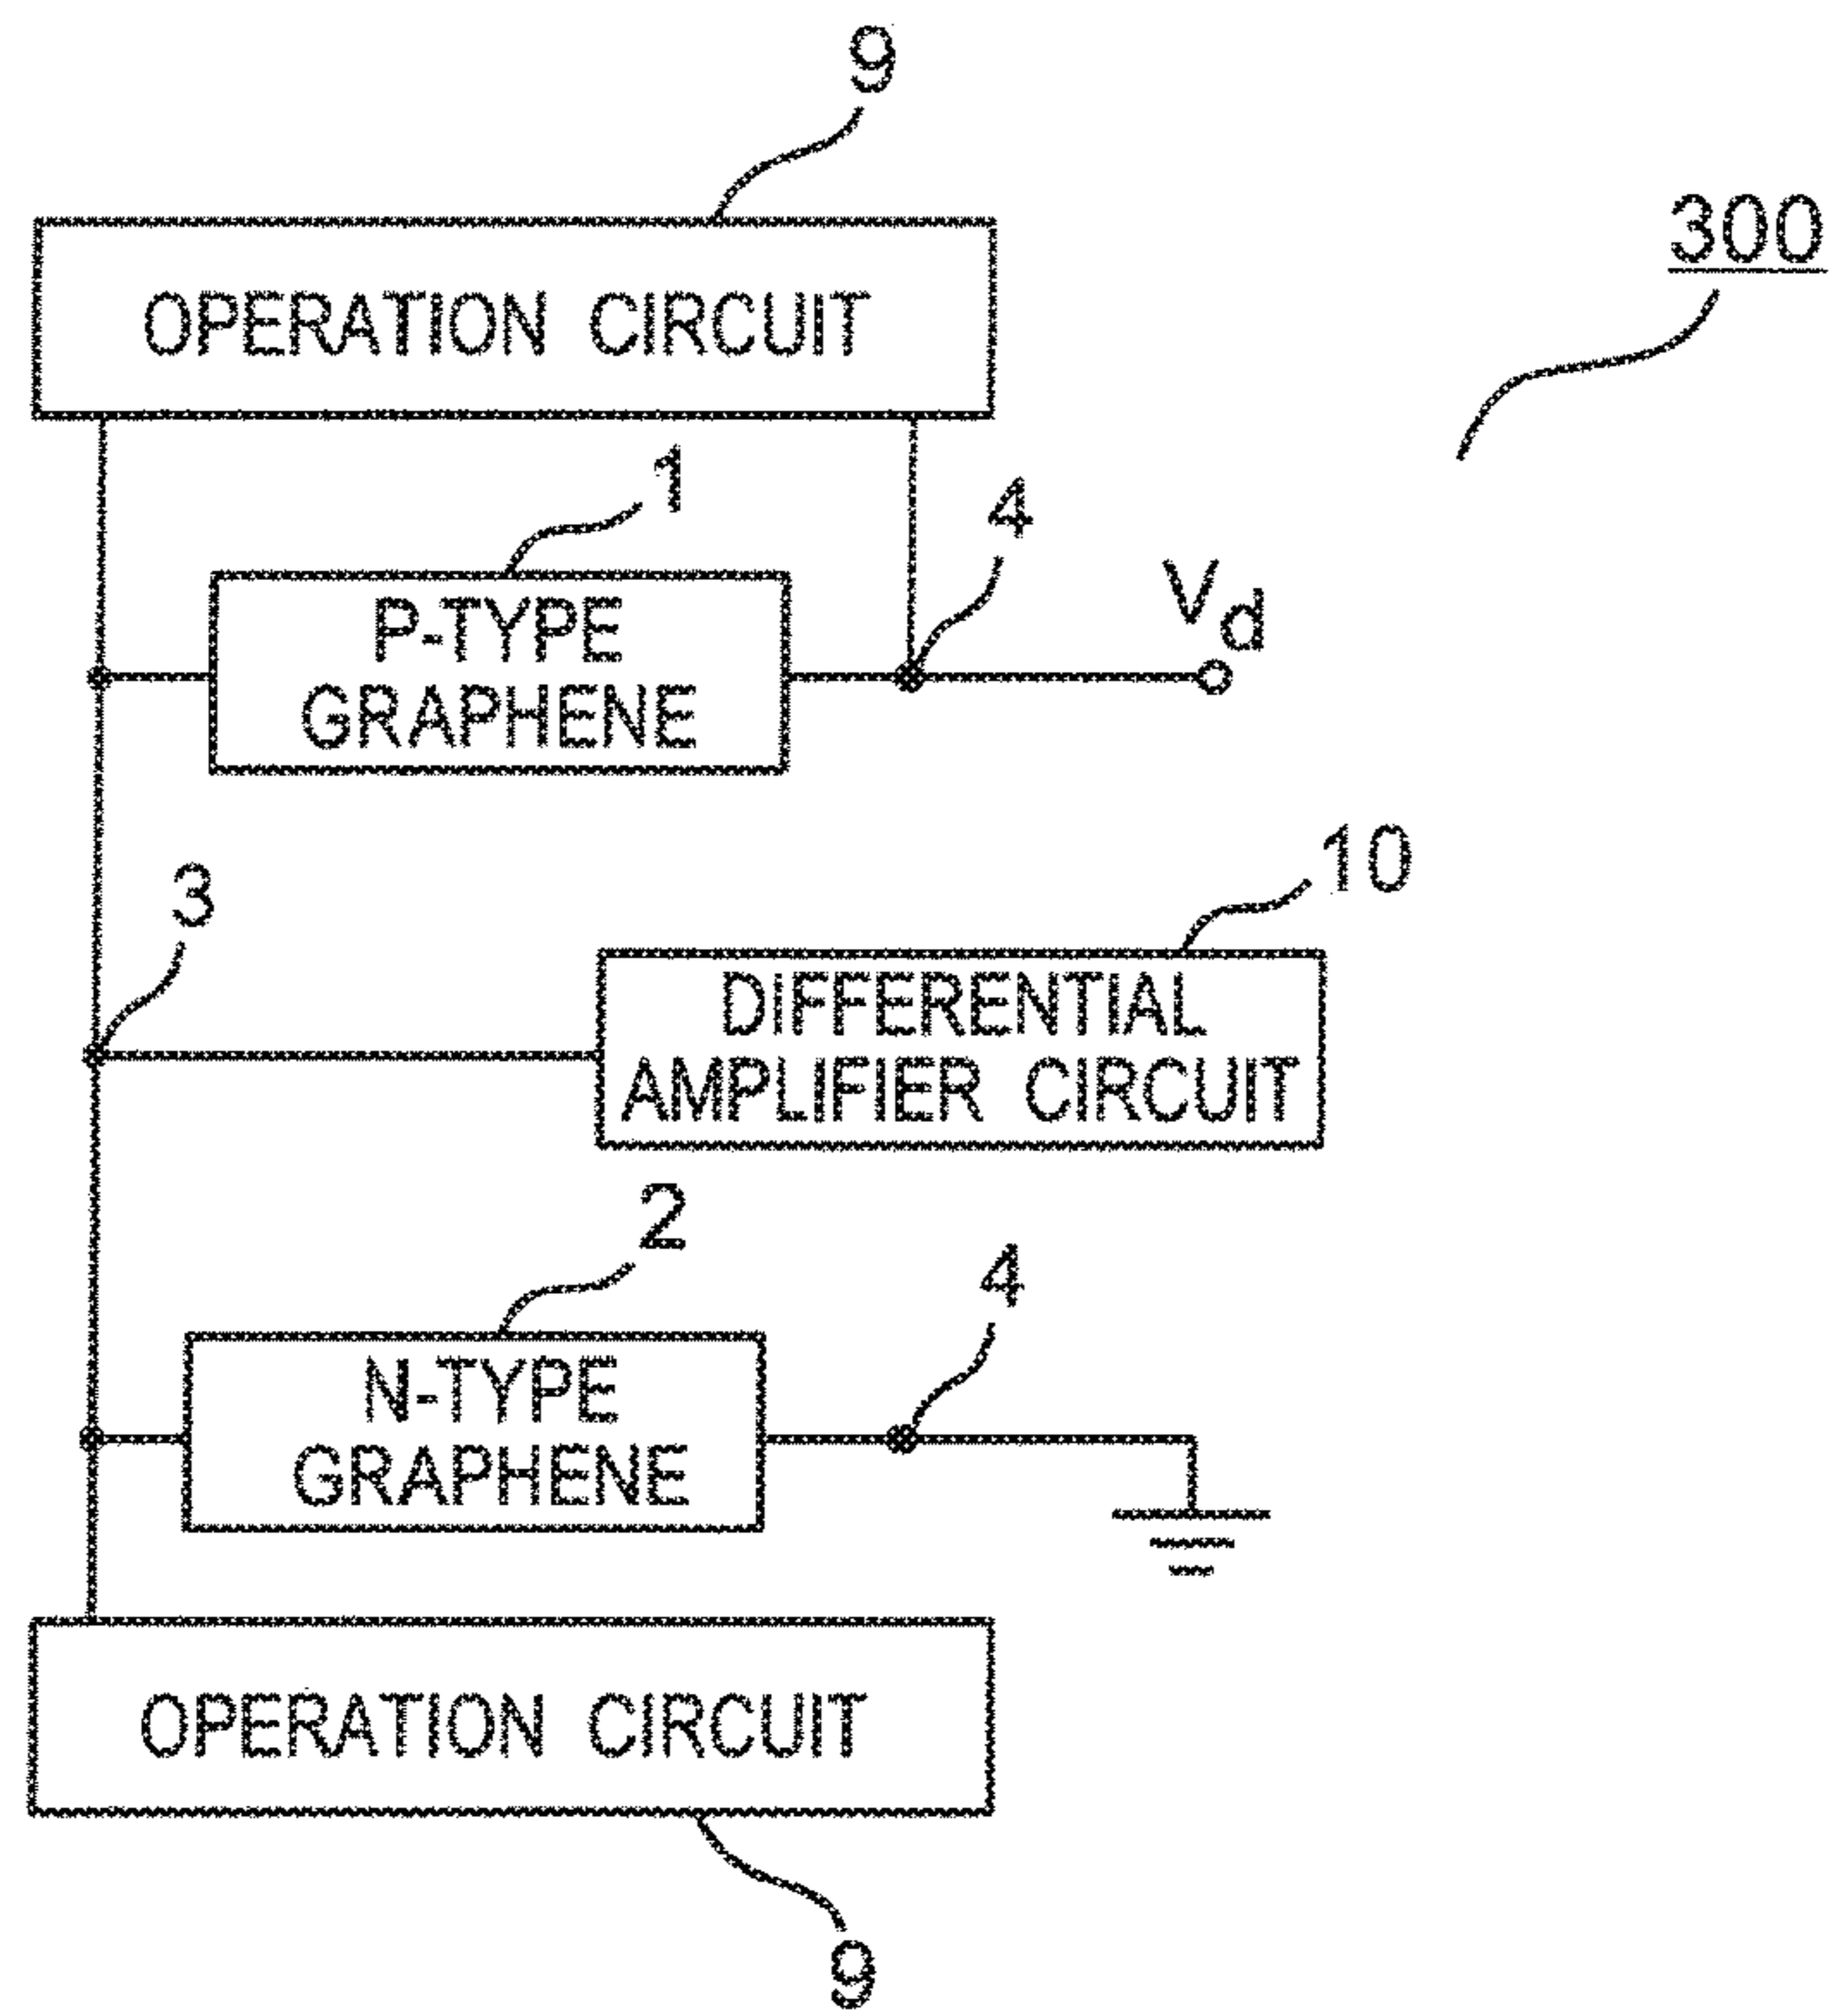 9
300
OPERATION CIRCUIT
1
4
Vd
P-TYPE
GRAPHENE
10
3
DIFFERENTIAL
AMPLIFIER CIRCUIT
2
4
N-TYPE
GRAPHENE
OPERATION CIRCUIT
9